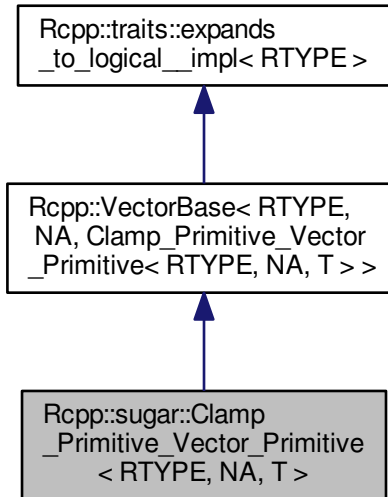 Rcpp::traits::expands
_to_logical__impl< RTYPE >
Rcpp::VectorBase< RTYPE,
NA, Clamp_Primitive_Vector
_Primitive< RTYPE, NA, T > >
Rcpp::sugar::Clamp
_Primitive_Vector_Primitive
< RTYPE, NA, T >